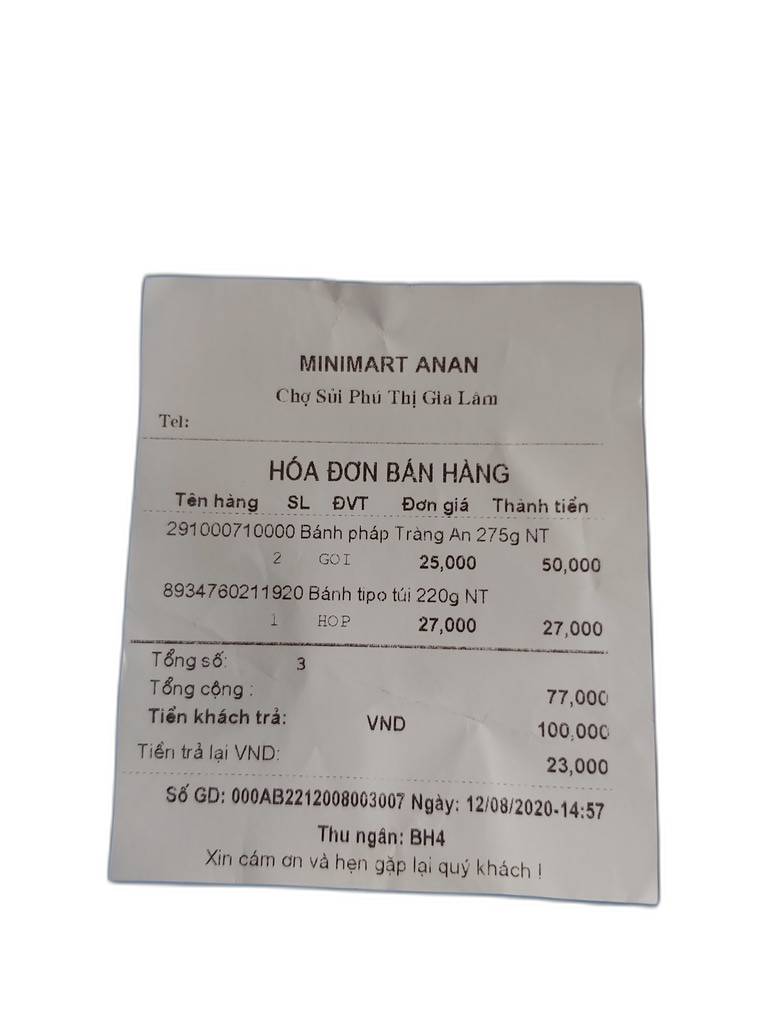 MINIMART ANAN
Chợ Sủi Phú Thị Gia Lâm
Tel:
HÓA ĐƠN BÁN HÀNG
Tên hàng SL ĐVT Đơn giá Thành tiền
291000710000 Bánh pháp Tràng An 275g NT
2 GOI 25,000 50,000
8934760211920 Bánh tipo túi 220g NT
1 HOP 27,000 27,000
Tổng số: 3
Tổng cộng : 77,000
Tiền khách trả: VND 100,000
Tiền trả lại VND: 23,000
Số GD: 000AB2212008003007 Ngày: 12/08/2020-14:57
Thu ngân: BH4
Xin cám ơn và hẹn gặp lại quý khách !